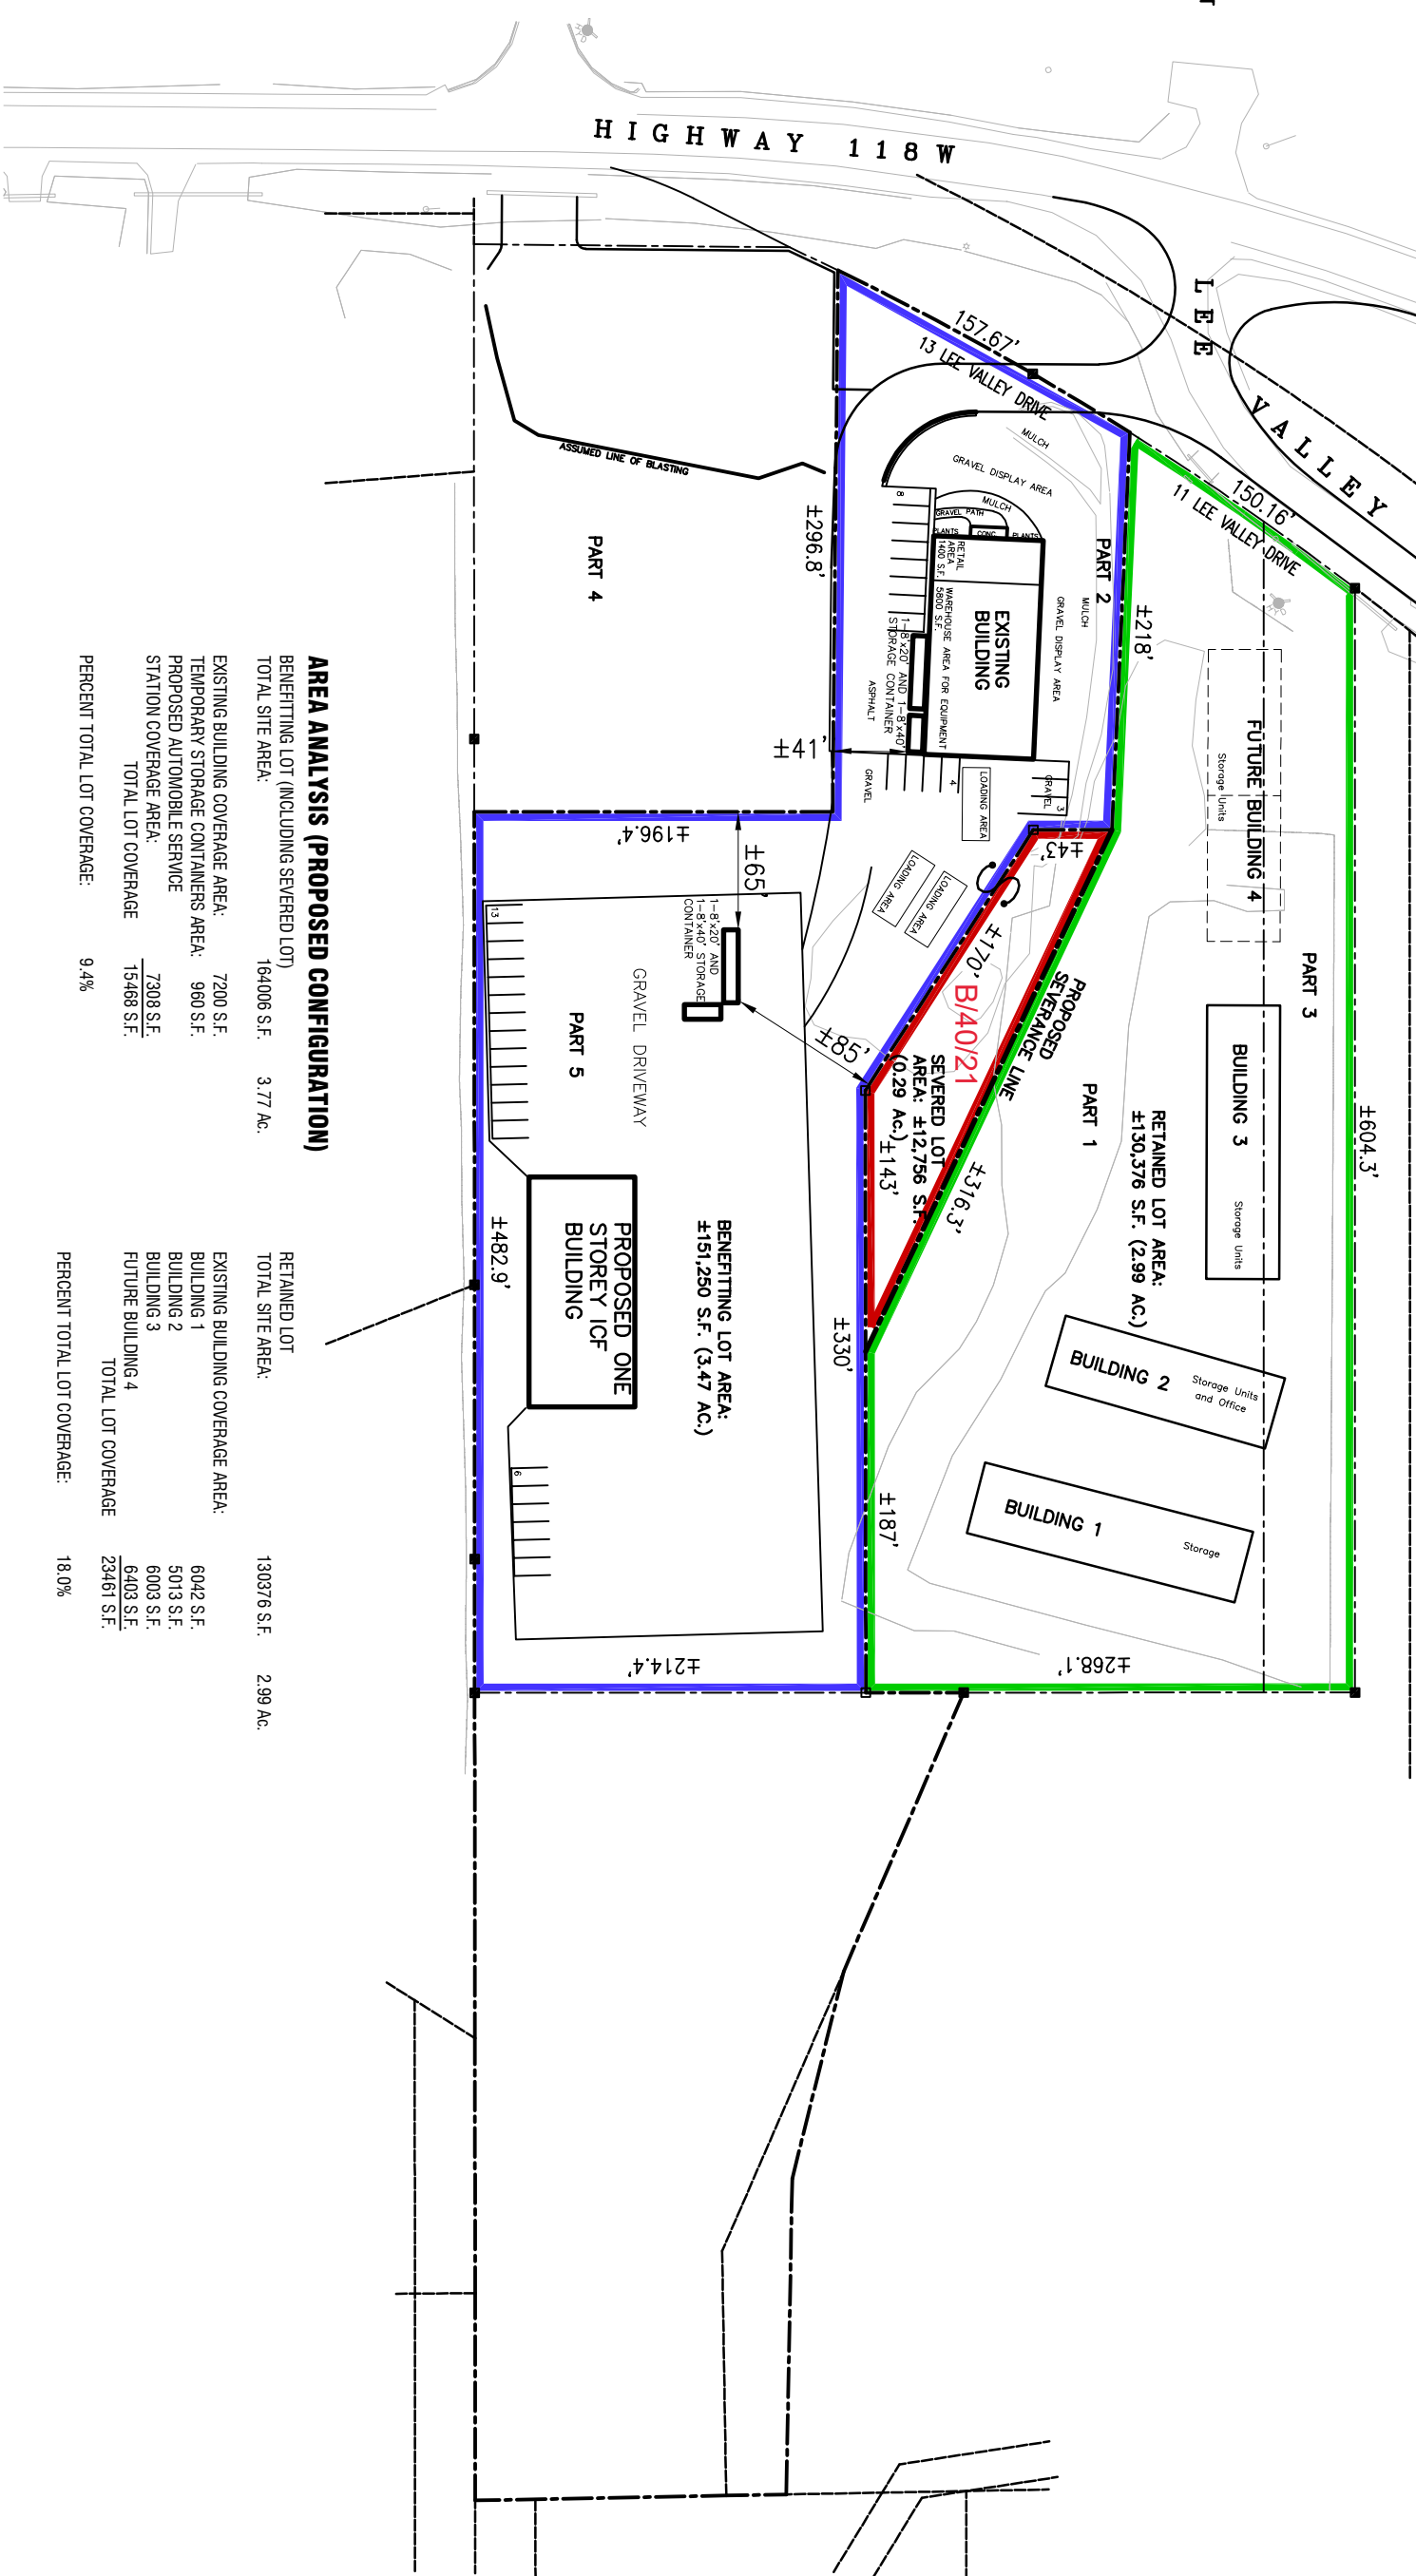 HIGHWAY 118W
LEE VALLEY
157.67'
13 LEE VALLEY DRIVE
150.16'
11 LEE VALLEY DRIVE
MULCH
GRAVEL DISPLAY AREA
MULCH
GRAVEL PATH
PLANTS
CONC.
PLANTS
8
RETAIL
AREA
1400 S.F.
WAREHOUSE AREA FOR EQUIPMENT
5800 S.F.
EXISTING
BUILDING
1-8'x20' AND 1-8'x40'
STORAGE CONTAINER
ASPHALT
PART 2
MULCH
GRAVEL DISPLAY AREA
±218'
±296.8'
ASSUMED LINE OF BLASTING
PART 4
±41'
GRAVEL
4
LOADING AREA
GRAVEL
3
±43'
LOADING AREA
LOADING AREA
±196.4'
±65'
1-8'x20' AND
1-8'x40' STORAGE
CONTAINER
±85'
±170'
B/40/21
PROPOSED
SEVERANCE LINE
SEVERED LOT
AREA: ±12,756 S.F.
(0.29 Ac.)
±143'
±316.3'
FUTURE BUILDING 4
Storage Units
PART 3
BUILDING 3
Storage Units
±604.3'
PART 1
RETAINED LOT AREA:
±130,376 S.F. (2.99 AC.)
BUILDING 2
Storage Units
and Office
BUILDING 1
Storage
±268.1'
±187'
±330'
13
GRAVEL DRIVEWAY
PART 5
PROPOSED ONE
STOREY ICF
BUILDING
BENEFITTING LOT AREA:
±151,250 S.F. (3.47 AC.)
±482.9'
6
±214.4'
AREA ANALYSIS (PROPOSED CONFIGURATION)
BENEFITTING LOT (INCLUDING SEVERED LOT)
TOTAL SITE AREA: 164006 S.F. 3.77 Ac.
EXISTING BUILDING COVERAGE AREA: 7200 S.F.
TEMPORARY STORAGE CONTAINERS AREA: 960 S.F.
PROPOSED AUTOMOBILE SERVICE
STATION COVERAGE AREA: 7308 S.F.
TOTAL LOT COVERAGE 15468 S.F.
PERCENT TOTAL LOT COVERAGE: 9.4%
RETAINED LOT
TOTAL SITE AREA: 130376 S.F. 2.99 Ac.
EXISTING BUILDING COVERAGE AREA:
BUILDING 1 6042 S.F.
BUILDING 2 5013 S.F.
BUILDING 3 6003 S.F.
FUTURE BUILDING 4 6403 S.F.
TOTAL LOT COVERAGE 23461 S.F.
PERCENT TOTAL LOT COVERAGE: 18.0%